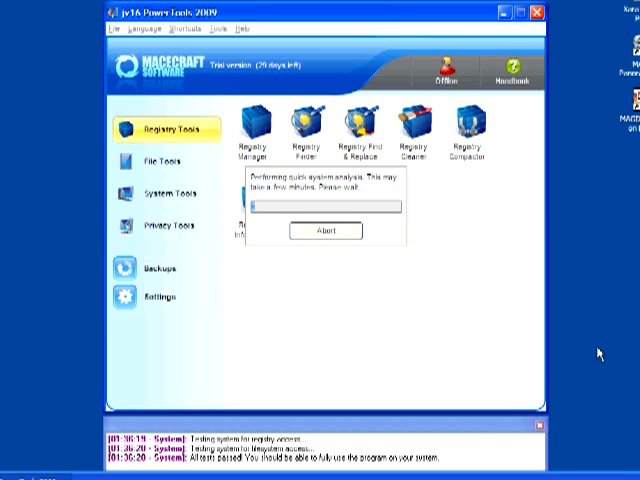 jv16 PowerTools 2009
File Language Shortcuts Tools Help
MACECRAFT
SOFTWARE
Trial version (29 days left)
Offline
Handbook
Registry Tools
File Tools
System Tools
Privacy Tools
Backups
Settings
Registry
Manager
Registry
Finder
Registry Find
& Replace
Registry
Cleaner
Registry
Compactor
Performing quick system analysis. This may
take a few minutes. Please wait...
Abort
[01:36:19 - System]: Testing system for registry access...
[01:36:20 - System]: Testing system for filesystem access...
[01:36:20 - System]: All tests passed! You should be able to fully use the program on your system.